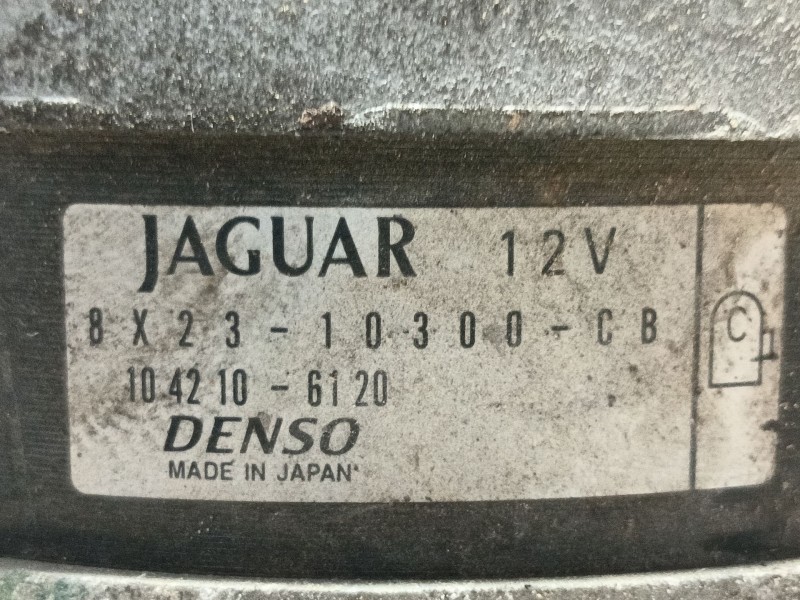 JAGUAR 12V
8X23-10300-CB
C
104210-6120
DENSO
MADE IN JAPAN